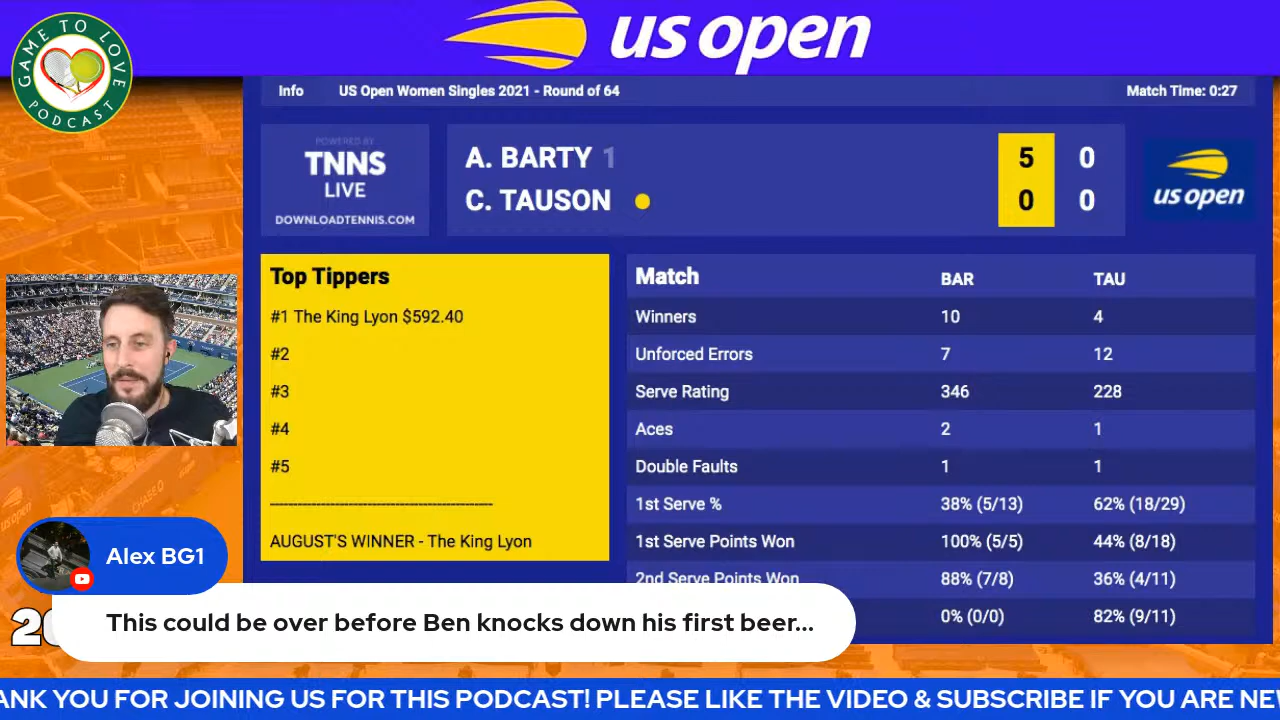 GAME TO LOVE
PODCAST
us open
Info US Open Women Singles 2021 - Round of 64 Match Time: 0:27
POWERED BY
TNNS
LIVE
DOWNLOADTENNIS.COM
A. BARTY 1 5 0
C. TAUSON 0 0
us open
Top Tippers
#1 The King Lyon $592.40
#2
#3
#4
#5
AUGUST'S WINNER - The King Lyon
Match BAR TAU
Winners 10 4
Unforced Errors 7 12
Serve Rating 346 228
Aces 2 1
Double Faults 1 1
1st Serve % 38% (5/13) 62% (18/29)
1st Serve Points Won 100% (5/5) 44% (8/18)
2nd Serve Points Won 88% (7/8) 36% (4/11)
0% (0/0) 82% (9/11)
CHASE
us open
Alex BG1
This could be over before Ben knocks down his first beer...
ANK YOU FOR JOINING US FOR THIS PODCAST! PLEASE LIKE THE VIDEO & SUBSCRIBE IF YOU ARE NE